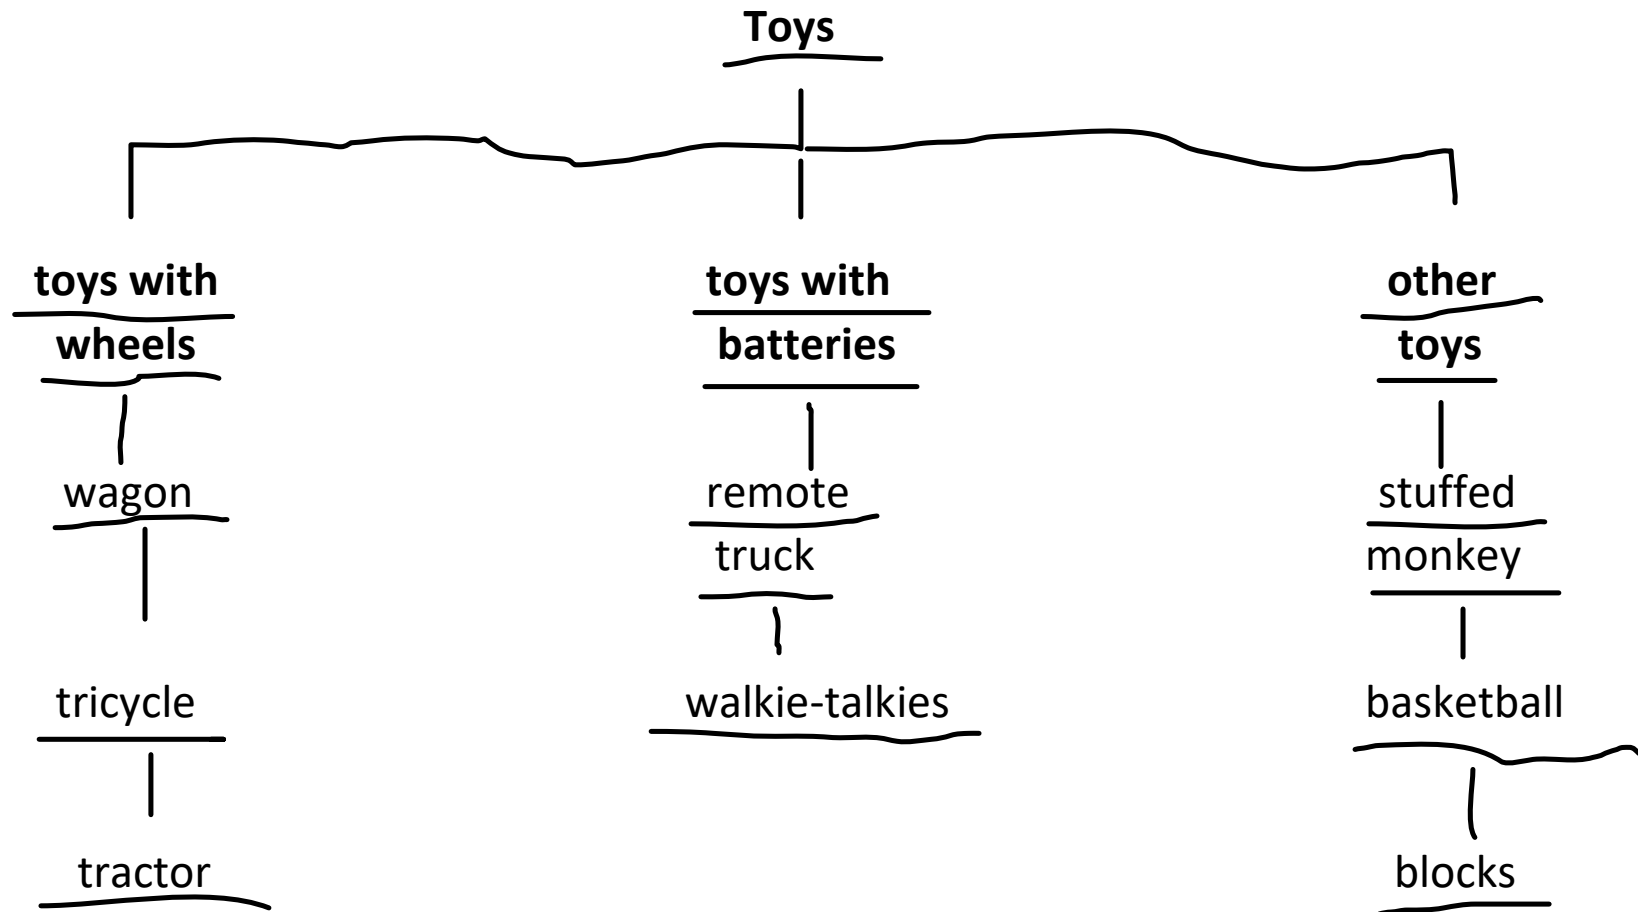 Toys
toys with
wheels
wagon
tricycle
tractor
toys with
batteries
remote
truck
walkie-talkies
other
toys
stuffed
monkey
basketball
blocks